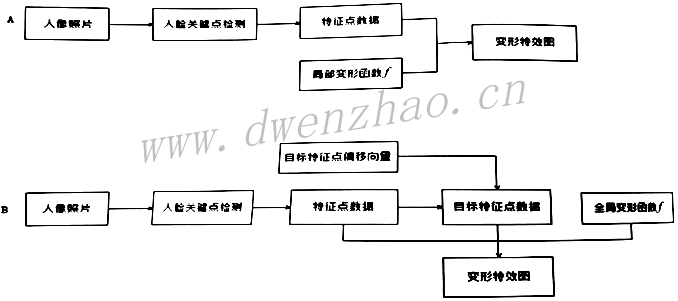 A
人像照片
人脸关键点检测
特征点数据
局部变形函数f
变形特效图
www.dwenzhao.cn
目标特征点偏移向量
B
人像照片
人脸关键点检测
特征点数据
目标特征点数据
全局变形函数f
变形特效图